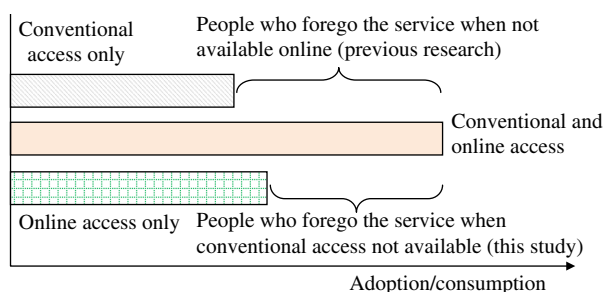 Conventional
access only
People who forego the service when not
available online (previous research)
Conventional and
online access
Online access only
People who forego the service when
conventional access not available (this study)
Adoption/consumption